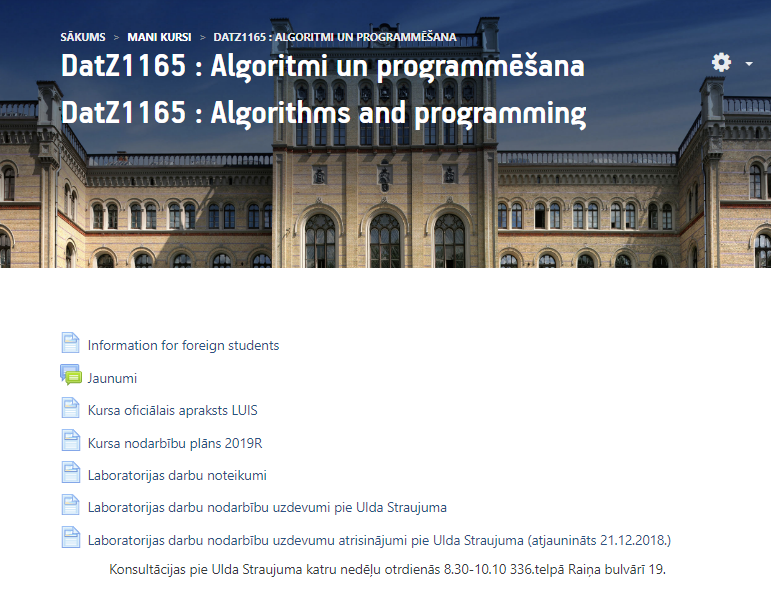 SĀKUMS > MANI KURSI > DATZ1165 : ALGORITMI UN PROGRAMMĒŠANA
DatZ1165 : Algoritmi un programmēšana
DatZ1165 : Algorithms and programming
Information for foreign students
Jaunumi
Kursa oficiālais apraksts LUIS
Kursa nodarbību plāns 2019R
Laboratorijas darbu noteikumi
Laboratorijas darbu nodarbību uzdevumi pie Ulda Straujuma
Laboratorijas darbu nodarbību uzdevumu atrisinājumi pie Ulda Straujuma (atjaunināts 21.12.2018.)
Konsultācijas pie Ulda Straujuma katru nedēļu otrdienās 8.30-10.10 336.telpā Raiņa bulvārī 19.